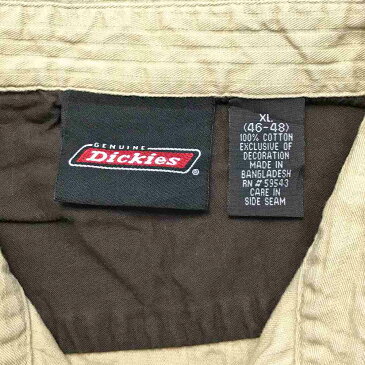 GENUINE
Dickies
®
XL
(46-48)
100% COTTON
EXCLUSIVE OF
DECORATION
MADE IN
BANGLADESH
RN # 59543
CARE IN
SIDE SEAM